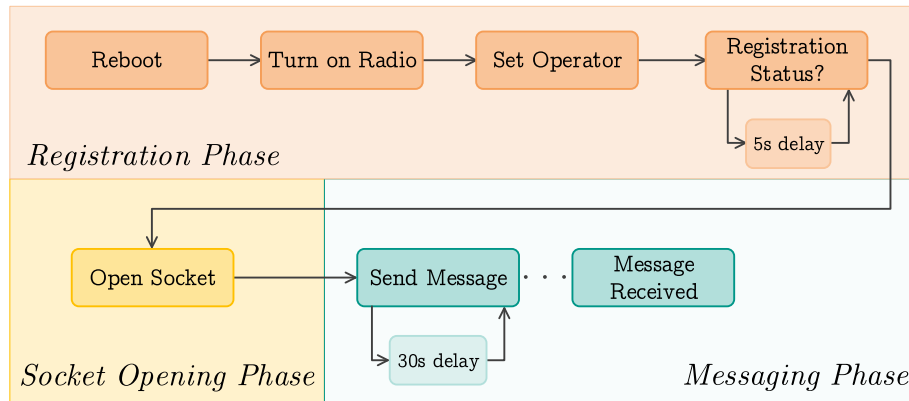 Reboot
Turn on Radio
Set Operator
Registration
Status?
5s delay
Registration Phase
Open Socket
Send Message
· · ·
Message
Received
30s delay
Socket Opening Phase
Messaging Phase